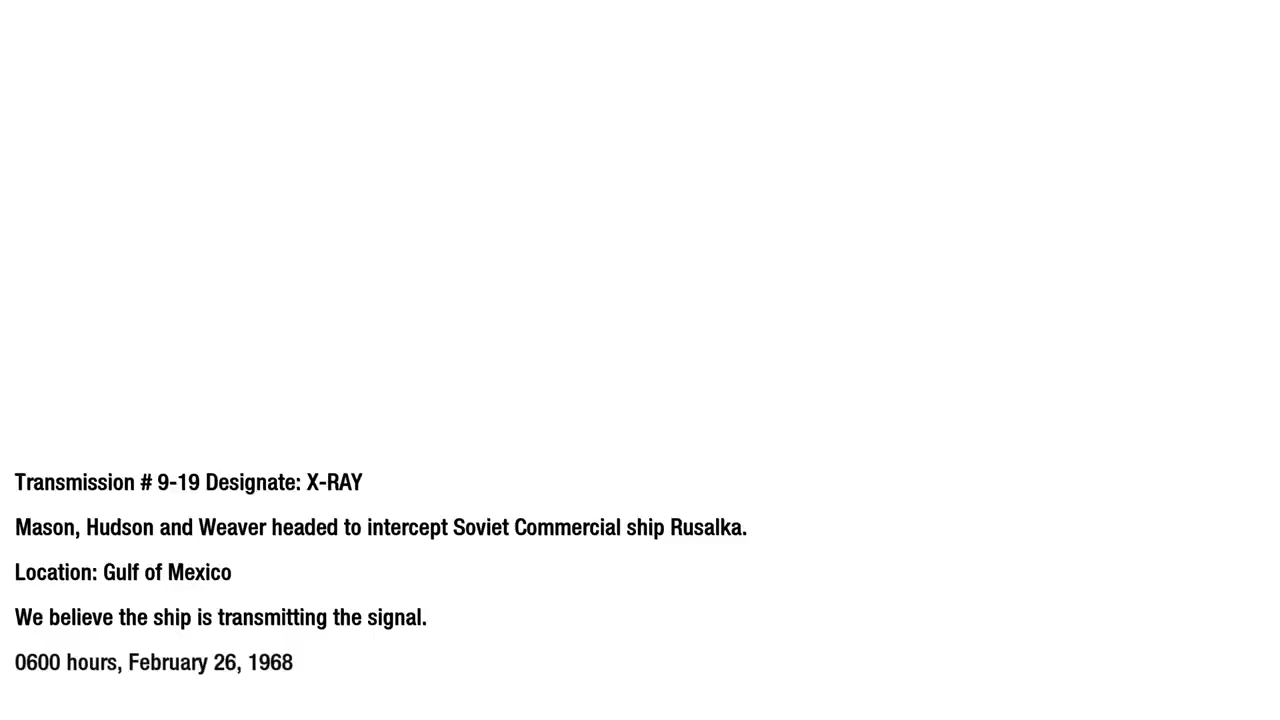 Transmission # 9-19 Designate: X-RAY
Mason, Hudson and Weaver headed to intercept Soviet Commercial ship Rusalka.
Location: Gulf of Mexico
We believe the ship is transmitting the signal.
0600 hours, February 26, 1968